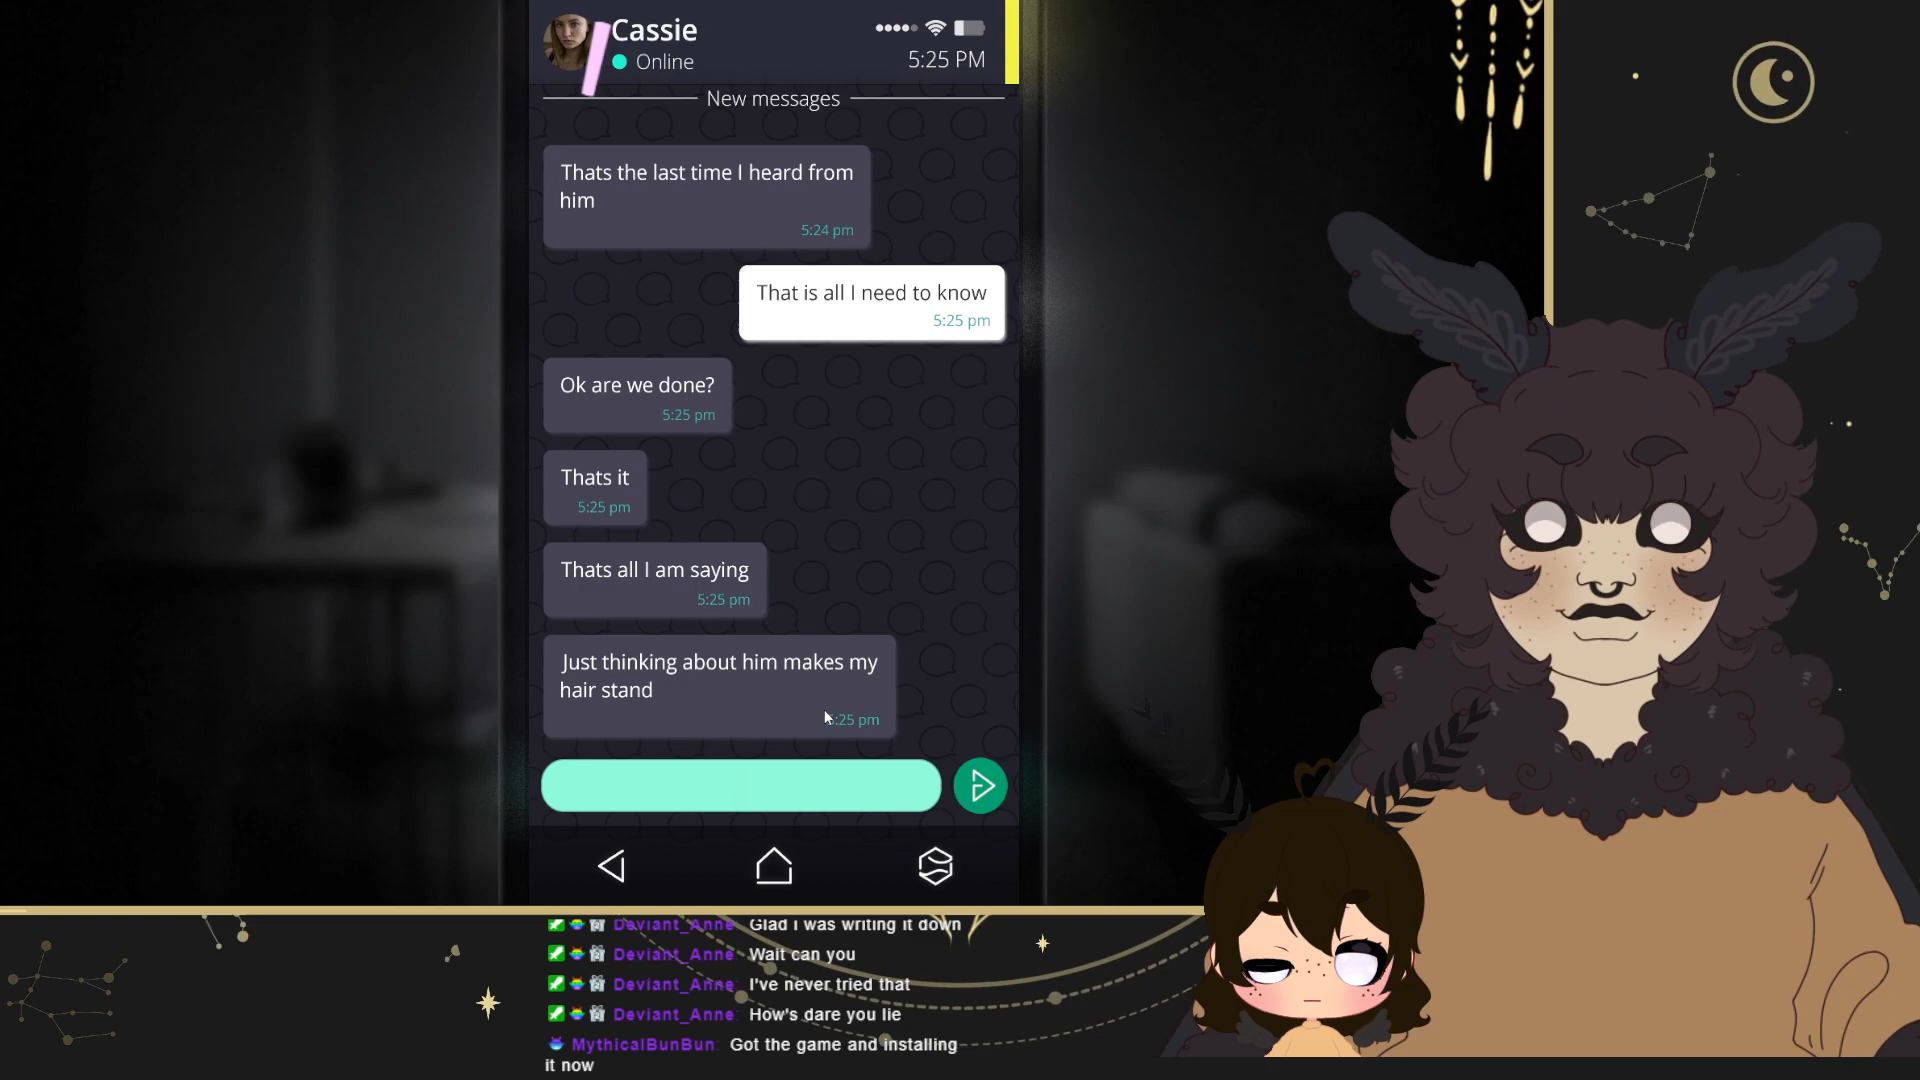 Cassie
Online
5:25 PM
New messages
Thats the last time I heard from
him
5:24 pm
That is all I need to know
5:25 pm
Ok are we done?
5:25 pm
Thats it
5:25 pm
Thats all I am saying
5:25 pm
Just thinking about him makes my
hair stand
5:25 pm
Deviant_Anne: Glad I was writing it down
Deviant_Anne: Wait can you
Deviant_Anne: I've never tried that
Deviant_Anne: How's dare you lie
MythicalBunBun: Got the game and installing
it now